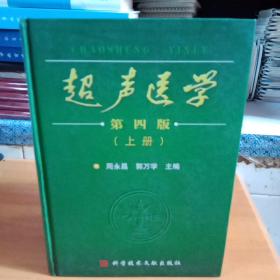 CHAOSHENG YIXUE
超声医学
第四版
(上册)
周永昌 郭万学 主编
科学技术文献出版社